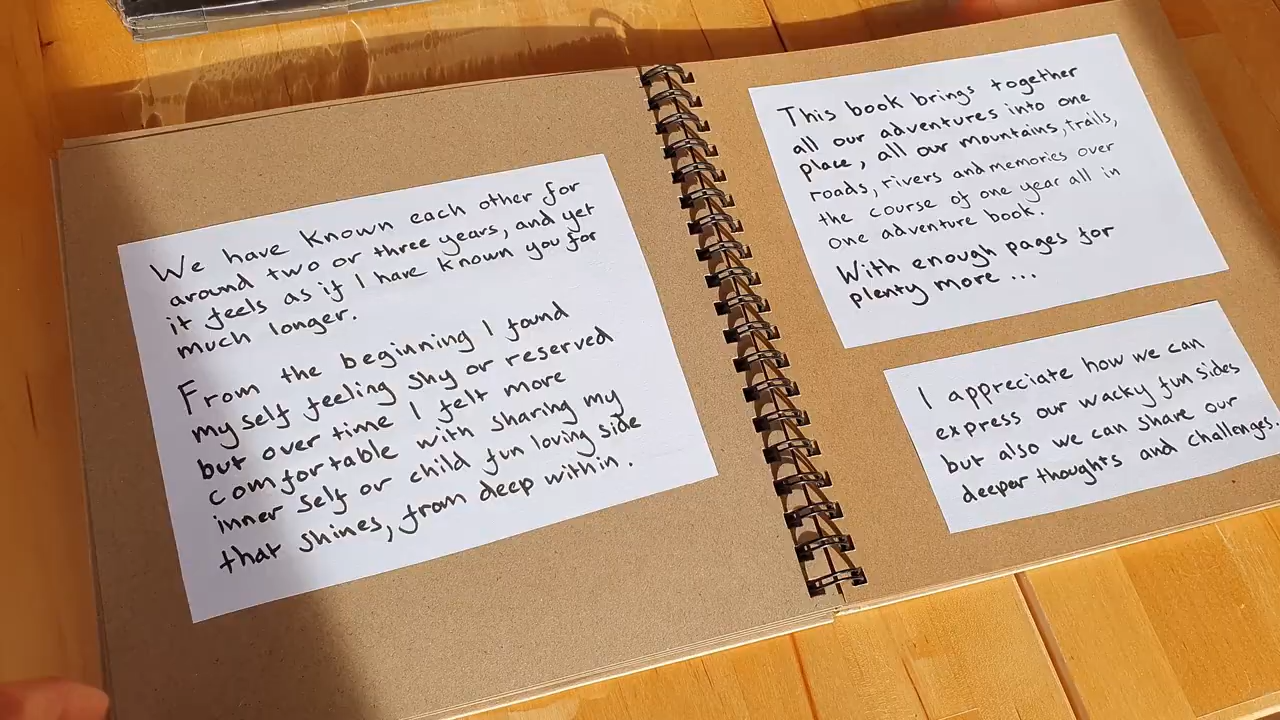 We have known each other for
around two or three years, and yet
it feels as if I have known you for
much longer.
From the beginning I found
my self feeling shy or reserved
but over time I felt more
comfortable with sharing my
inner self or child fun loving side
that shines, from deep within.
This book brings together
all our adventures into one
place, all our mountains, trails,
roads, rivers and memories over
the course of one year all in
one adventure book.
With enough pages for
plenty more ...
I appreciate how we can
express our wacky fun sides
but also we can share our
deeper thoughts and challenges.